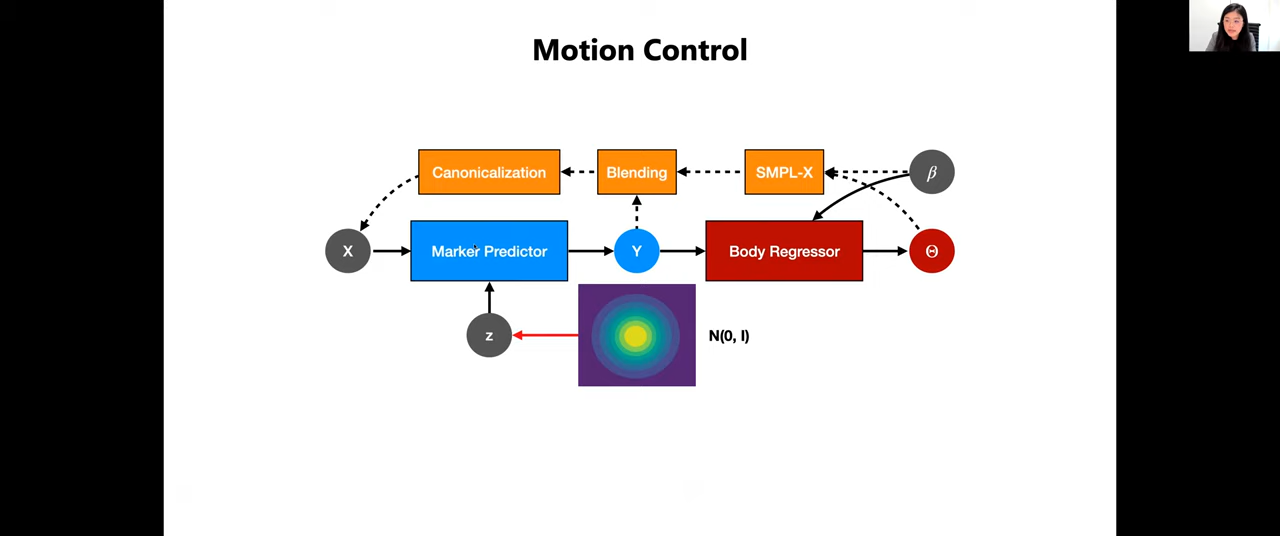 Motion Control
Canonicalization
Blending
SMPL-X
β
X
Marker Predictor
Y
Body Regressor
Θ
z
N(0, I)